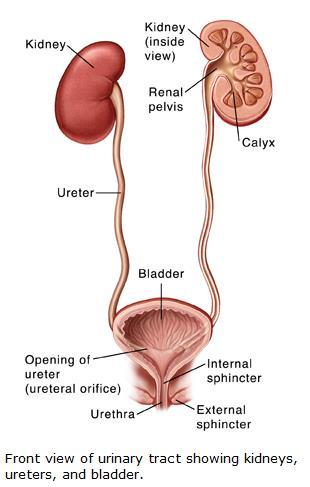 Kidney
Kidney
(inside
view)
Renal
pelvis
Calyx
Ureter
Bladder
Opening of
ureter
(ureteral orifice)
Internal
sphincter
Urethra
External
sphincter
Front view of urinary tract showing kidneys,
ureters, and bladder.